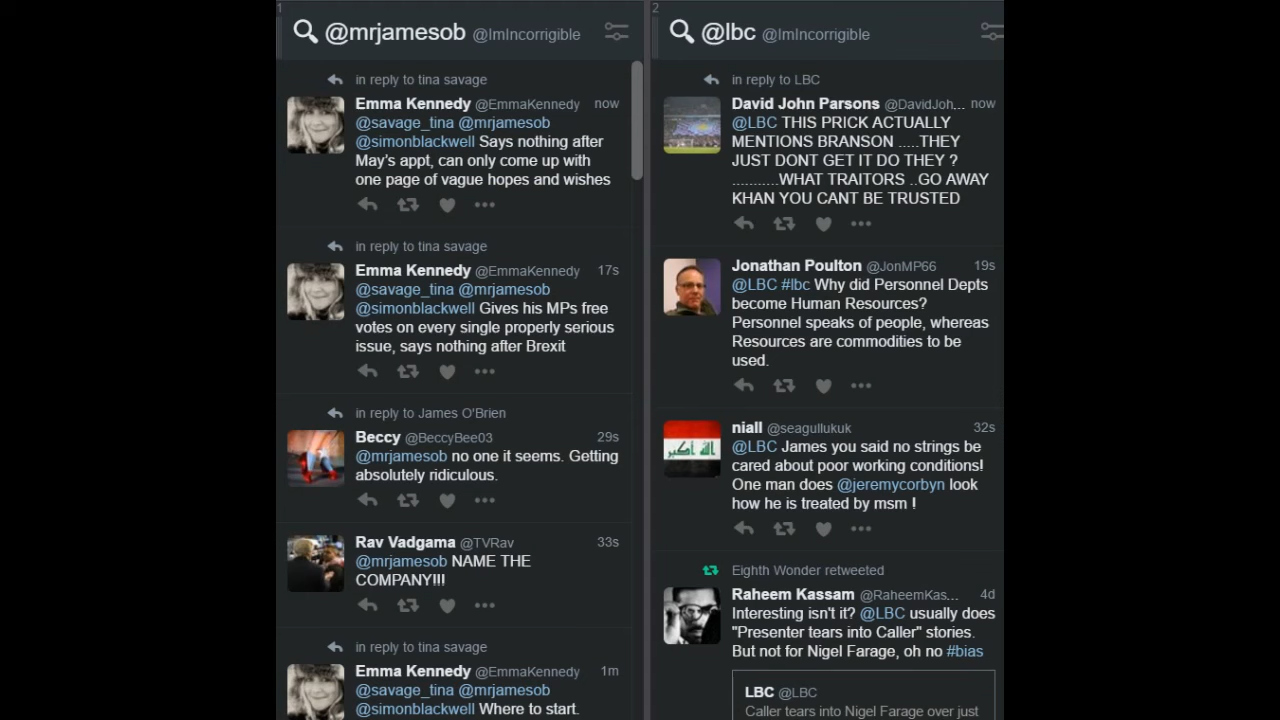 1
@mrjamesob @ImIncorrigible
in reply to tina savage
Emma Kennedy @EmmaKennedy now
@savage_tina @mrjamesob
@simonblackwell Says nothing after
May's appt, can only come up with
one page of vague hopes and wishes
in reply to tina savage
Emma Kennedy @EmmaKennedy 17s
@savage_tina @mrjamesob
@simonblackwell Gives his MPs free
votes on every single properly serious
issue, says nothing after Brexit
in reply to James O'Brien
Beccy @BeccyBee03 29s
@mrjamesob no one it seems. Getting
absolutely ridiculous.
Rav Vadgama @TVRav 33s
@mrjamesob NAME THE
COMPANY!!!
in reply to tina savage
Emma Kennedy @EmmaKennedy 1m
@savage_tina @mrjamesob
@simonblackwell Where to start.
2
@lbc @ImIncorrigible
in reply to LBC
David John Parsons @DavidJoh... now
@LBC THIS PRICK ACTUALLY
MENTIONS BRANSON .....THEY
JUST DONT GET IT DO THEY ?
...........WHAT TRAITORS ..GO AWAY
KHAN YOU CANT BE TRUSTED
Jonathan Poulton @JonMP66 19s
@LBC #lbc Why did Personnel Depts
become Human Resources?
Personnel speaks of people, whereas
Resources are commodities to be
used.
niall @seagullukuk 32s
@LBC James you said no strings be
cared about poor working conditions!
One man does @jeremycorbyn look
how he is treated by msm !
الله اكبر
Eighth Wonder retweeted
Raheem Kassam @RaheemKas... 4d
Interesting isn't it? @LBC usually does
"Presenter tears into Caller" stories.
But not for Nigel Farage, oh no #bias
LBC @LBC
Caller tears into Nigel Farage over just